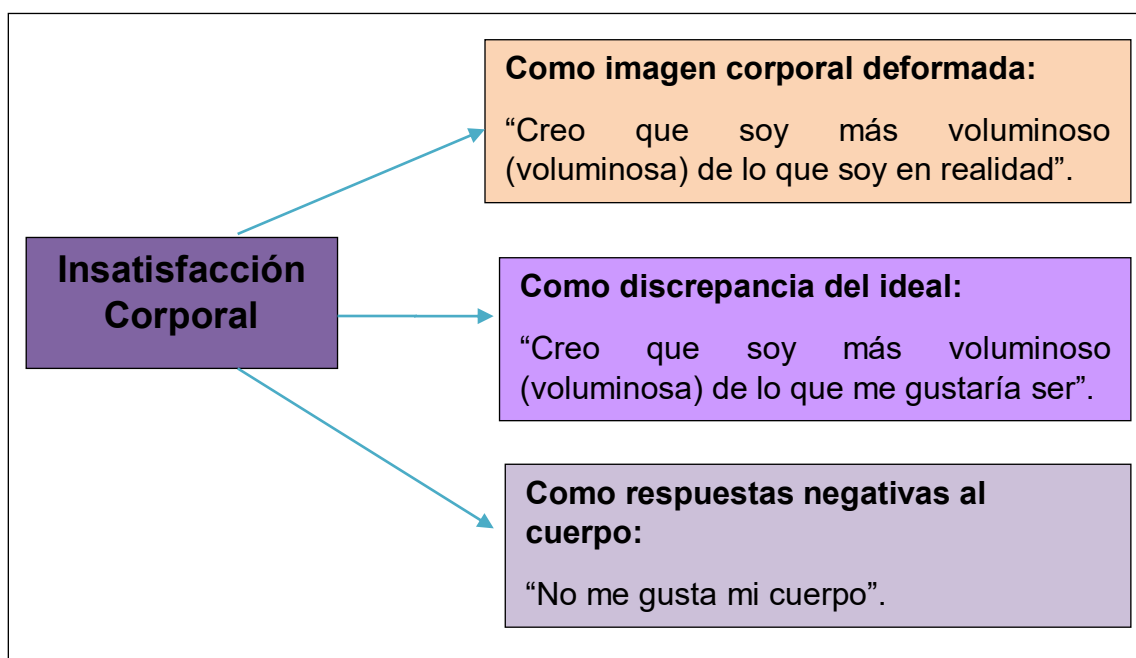 Como imagen corporal deformada:
“Creo que soy más voluminoso
(voluminosa) de lo que soy en realidad”.
Insatisfacción
Corporal
Como discrepancia del ideal:
“Creo que soy más voluminoso
(voluminosa) de lo que me gustaría ser”.
Como respuestas negativas al
cuerpo:
“No me gusta mi cuerpo”.